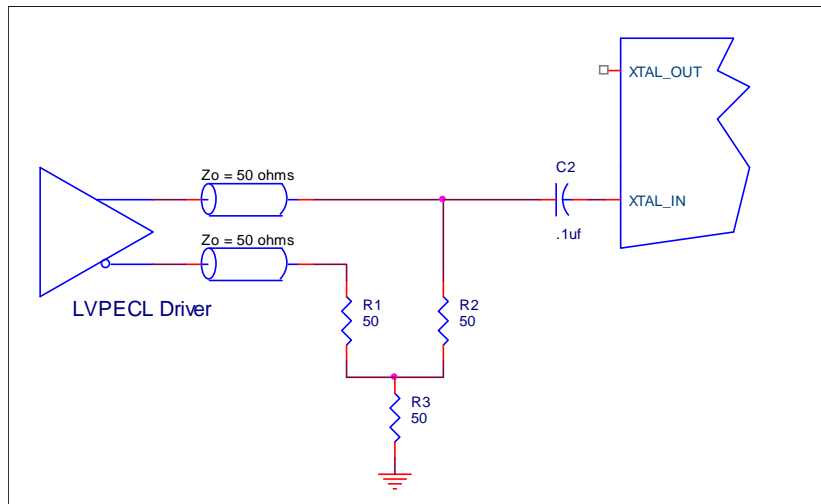 XTAL_OUT
C2
Zo = 50 ohms
XTAL_IN
.1uf
Zo = 50 ohms
LVPECL Driver
R1
50
R2
50
R3
50